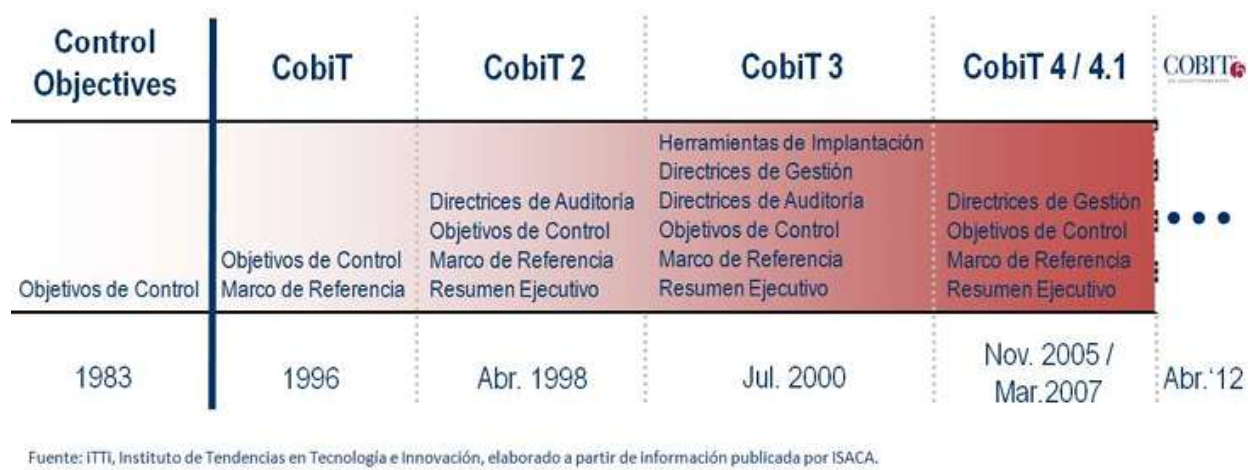 Control
Objectives
CobiT
CobiT 2
CobiT 3
CobiT 4 / 4.1
COBIT 5
Objetivos de Control
Objetivos de Control
Marco de Referencia
Directrices de Auditoría
Objetivos de Control
Marco de Referencia
Resumen Ejecutivo
Herramientas de Implantación
Directrices de Gestión
Directrices de Auditoría
Objetivos de Control
Marco de Referencia
Resumen Ejecutivo
Directrices de Gestión
Objetivos de Control
Marco de Referencia
Resumen Ejecutivo
1983
1996
Abr. 1998
Jul. 2000
Nov. 2005 /
Mar.2007
Abr.‘12
Fuente: iTTi, Instituto de Tendencias en Tecnología e Innovación, elaborado a partir de información publicada por ISACA.